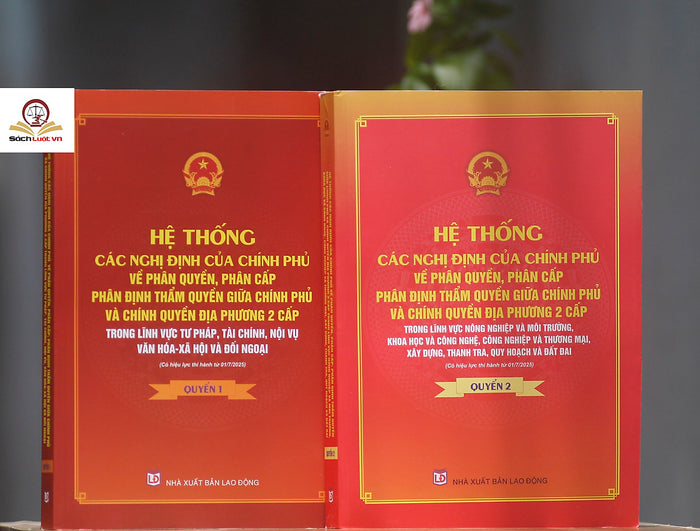 Sách Luật.vn
HỆ THỐNG
CÁC NGHỊ ĐỊNH CỦA CHÍNH PHỦ
VỀ PHÂN QUYỀN, PHÂN CẤP
PHÂN ĐỊNH THẨM QUYỀN GIỮA CHÍNH PHỦ
VÀ CHÍNH QUYỀN ĐỊA PHƯƠNG 2 CẤP
TRONG LĨNH VỰC TƯ PHÁP, TÀI CHÍNH, NỘI VỤ
VĂN HÓA-XÃ HỘI VÀ ĐỐI NGOẠI
(Có hiệu lực thi hành từ 01/7/2025)
QUYỂN 1
LĐ
NHÀ XUẤT BẢN LAO ĐỘNG
HỆ THỐNG
CÁC NGHỊ ĐỊNH CỦA CHÍNH PHỦ
VỀ PHÂN QUYỀN, PHÂN CẤP
PHÂN ĐỊNH THẨM QUYỀN GIỮA CHÍNH PHỦ
VÀ CHÍNH QUYỀN ĐỊA PHƯƠNG 2 CẤP
TRONG LĨNH VỰC NÔNG NGHIỆP VÀ MÔI TRƯỜNG,
KHOA HỌC VÀ CÔNG NGHỆ, CÔNG NGHIỆP VÀ THƯƠNG MẠI,
XÂY DỰNG, THANH TRA, QUY HOẠCH VÀ ĐẤT ĐAI
(Có hiệu lực thi hành từ 01/7/2025)
QUYỂN 2
LĐ
NHÀ XUẤT BẢN LAO ĐỘNG